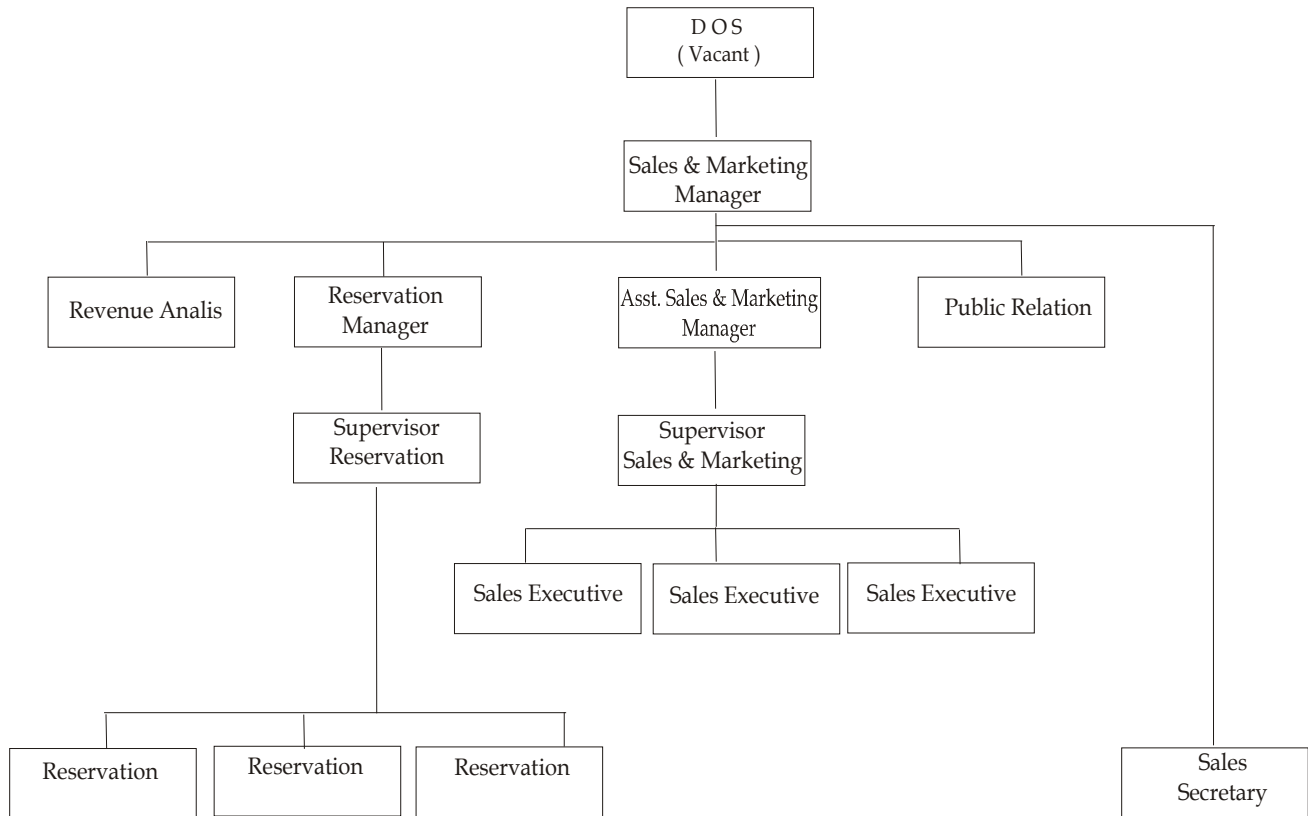 D O S
( Vacant )
Sales & Marketing
Manager
Revenue Analis
Reservation
Manager
Asst. Sales & Marketing
Manager
Public Relation
Supervisor
Reservation
Supervisor
Sales & Marketing
Sales Executive
Sales Executive
Sales Executive
Reservation
Reservation
Reservation
Sales
Secretary